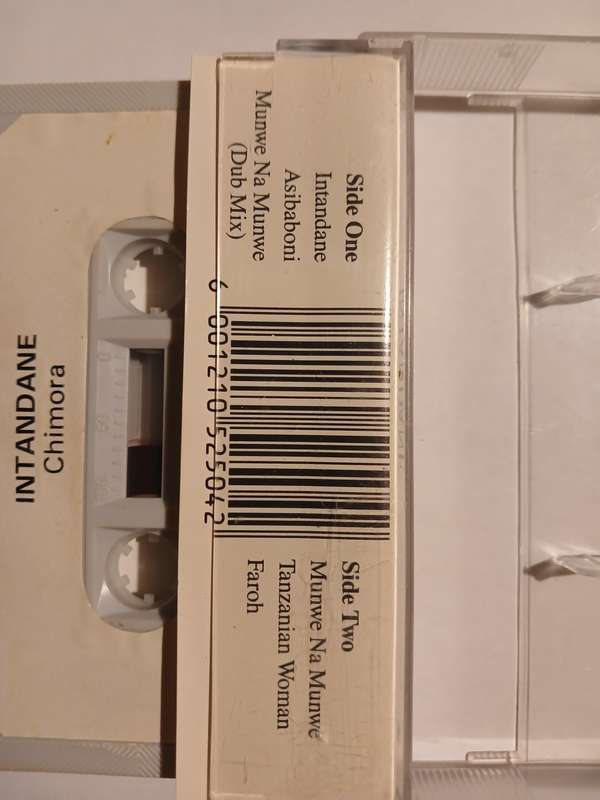 INTANDANE
Chimora
Side One
Intandane
Asibaboni
Munwe Na Munwe
(Dub Mix)
6 001210 525042
Side Two
Munwe Na Munwe
Tanzanian Woman
Faroh